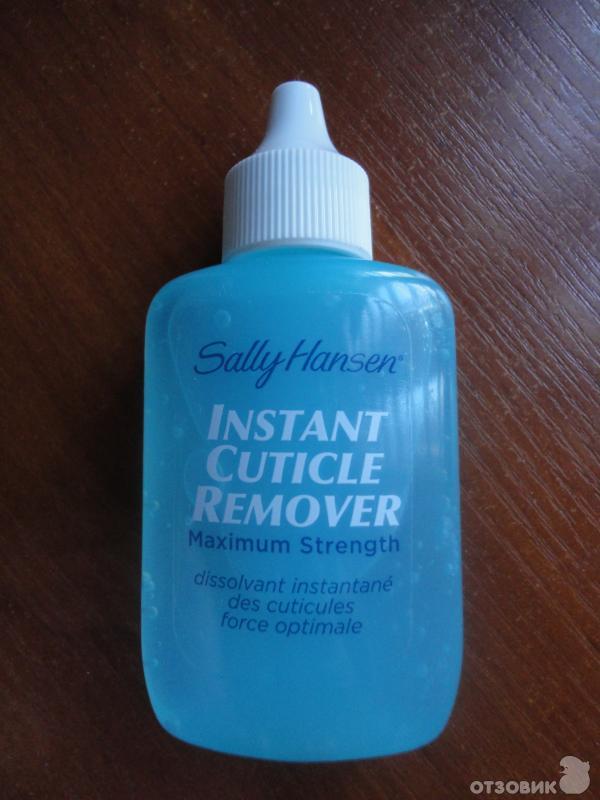 Sally Hansen®
INSTANT
CUTICLE
REMOVER
Maximum Strength
dissolvant instantané
des cuticules
force optimale
ОТЗОВИК